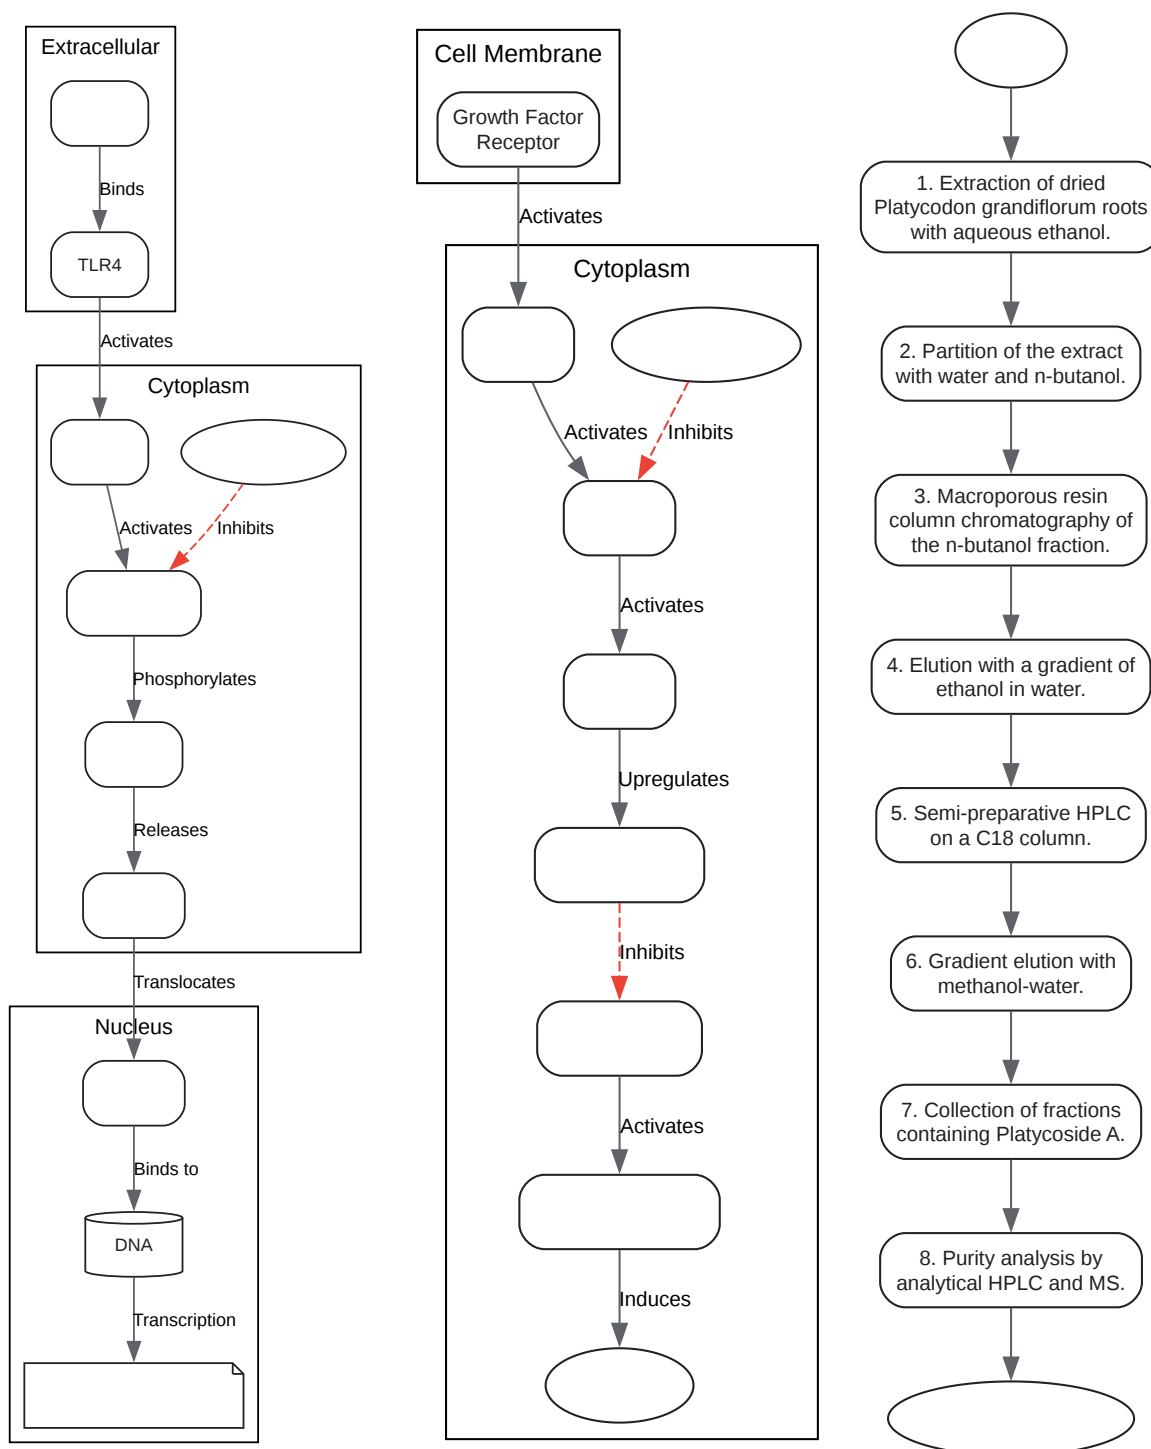 Extracellular
Binds
TLR4
Activates
Cytoplasm
Activates
Inhibits
Phosphorylates
Releases
Translocates
Nucleus
Binds to
DNA
Transcription
Cell Membrane
Growth Factor
Receptor
Activates
Cytoplasm
Activates
Inhibits
Activates
Upregulates
Inhibits
Activates
Induces
1. Extraction of dried
Platycodon grandiflorum roots
with aqueous ethanol.
2. Partition of the extract
with water and n-butanol.
3. Macroporous resin
column chromatography of
the n-butanol fraction.
4. Elution with a gradient of
ethanol in water.
5. Semi-preparative HPLC
on a C18 column.
6. Gradient elution with
methanol-water.
7. Collection of fractions
containing Platycoside A.
8. Purity analysis by
analytical HPLC and MS.